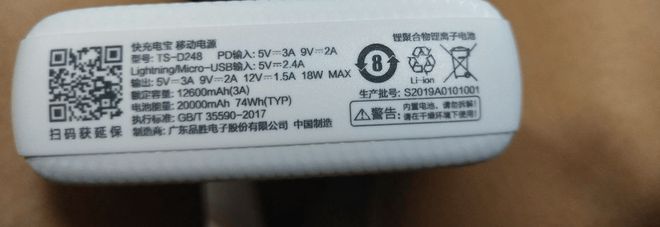 快充电宝 移动电源
型号: TS-D248 PD输入: 5V⎓3A 9V⎓2A
Lightning/Micro-USB输入: 5V⎓2.4A
输出: 5V⎓3A 9V⎓2A 12V⎓1.5A 18W MAX
额定容量: 12600mAh(3A)
电池能量: 20000mAh 74Wh(TYP)
执行标准: GB/T 35590-2017
制造商: 广东品胜电子股份有限公司 中国制造
扫码获延保
8
锂聚合物锂离子电池
Li-ion
生产批号: S2019A0101001
警告:
内置电池, 请勿拆解!
请在干燥环境下使用!